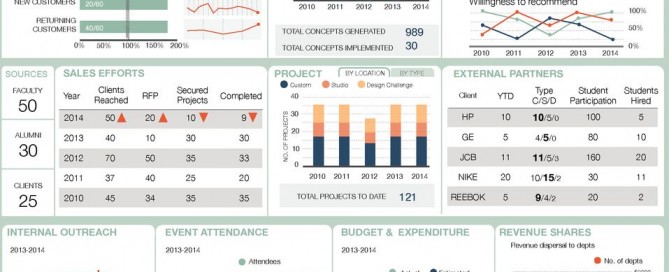 NEW CUSTOMERS
20/60
RETURNING
CUSTOMERS
40/60
0%
50%
100%
150%
200%
2010
2011
2012
2013
2014
TOTAL CONCEPTS GENERATED 989
TOTAL CONCEPTS IMPLEMENTED 30
Willingness to recommend
100%
50%
0%
2010 2011 2012 2013 2014
SOURCES
FACULTY
50
ALUMNI
30
CLIENTS
25
SALES EFFORTS
Year Clients Reached RFP Secured Projects Completed
2014 50 20 10 9
2013 40 10 30 30
2012 70 50 35 33
2011 37 40 25 20
2010 45 34 35 35
PROJECT
BY LOCATION BY TYPE
Custom Studio Design Challenge
NO. OF PROJECTS
40
30
20
10
0
2010 2011 2012 2013 2014
TOTAL PROJECTS TO DATE 121
EXTERNAL PARTNERS
Client YTD Type C/S/D Student Participation Students Hired
HP 10 10/5/0 100 5
GE 5 4/5/0 80 10
JCB 11 11/5/3 160 20
NIKE 20 10/15/2 30 11
REEBOK 5 9/4/2 20 2
INTERNAL OUTREACH
2013-2014
EVENT ATTENDANCE
2013-2014
Attendees
BUDGET & EXPENDITURE
2013-2014
REVENUE SHARES
Revenue dispersal to depts
No. of depts